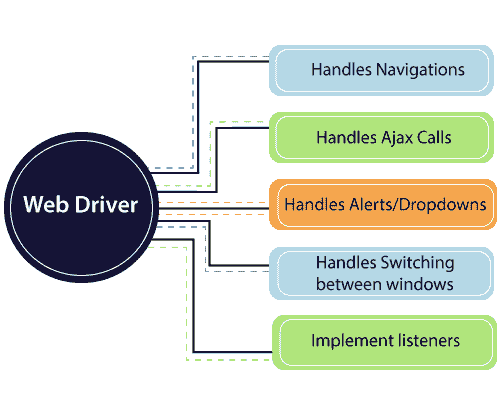 Web Driver
Handles Navigations
Handles Ajax Calls
Handles Alerts/Dropdowns
Handles Switching
between windows
Implement listeners